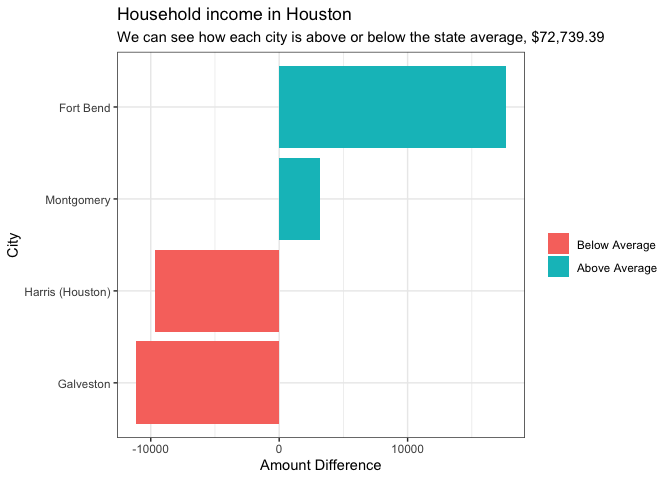 Household income in Houston
We can see how each city is above or below the state average, $72,739.39
Fort Bend
Montgomery
Harris (Houston)
Galveston
City
-10000
0
10000
Amount Difference
Below Average
Above Average